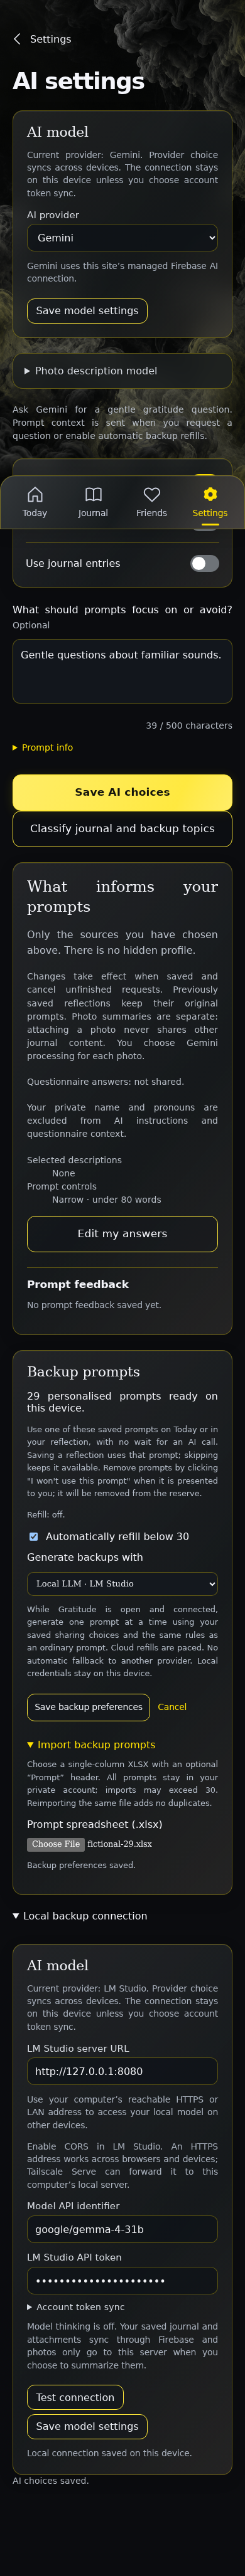 Settings
AI settings
AI model
Current provider: Gemini. Provider choice
syncs across devices. The connection stays
on this device unless you choose account
token sync.
AI provider
Gemini
Gemini uses this site's managed Firebase AI
connection.
Save model settings
Photo description model
Ask Gemini for a gentle gratitude question.
Prompt context is sent when you request a
question or enable automatic backup refills.
Today Journal Friends Settings
Use journal entries
What should prompts focus on or avoid?
Optional
Gentle questions about familiar sounds.
39 / 500 characters
Prompt info
Save AI choices
Classify journal and backup topics
What informs your
prompts
Only the sources you have chosen
above. There is no hidden profile.
Changes take effect when saved and
cancel unfinished requests. Previously
saved reflections keep their original
prompts. Photo summaries are separate:
attaching a photo never shares other
journal content. You choose Gemini
processing for each photo.
Questionnaire answers: not shared.
Your private name and pronouns are
excluded from AI instructions and
questionnaire context.
Selected descriptions
None
Prompt controls
Narrow · under 80 words
Edit my answers
Prompt feedback
No prompt feedback saved yet.
Backup prompts
29 personalised prompts ready on
this device.
Use one of these saved prompts on Today or in
your reflection, with no wait for an AI call.
Saving a reflection uses that prompt; skipping
keeps it available. Remove prompts by clicking
"I won't use this prompt" when it is presented
to you; it will be removed from the reserve.
Refill: off.
Automatically refill below 30
Generate backups with
Local LLM · LM Studio
While Gratitude is open and connected,
generate one prompt at a time using your
saved sharing choices and the same rules as
an ordinary prompt. Cloud refills are paced. No
automatic fallback to another provider. Local
credentials stay on this device.
Save backup preferences Cancel
Import backup prompts
Choose a single-column XLSX with an optional
"Prompt" header. All prompts stay in your
private account; imports may exceed 30.
Reimporting the same file adds no duplicates.
Prompt spreadsheet (.xlsx)
Choose File fictional-29.xlsx
Backup preferences saved.
Local backup connection
AI model
Current provider: LM Studio. Provider choice
syncs across devices. The connection stays
on this device unless you choose account
token sync.
LM Studio server URL
http://127.0.0.1:8080
Use your computer's reachable HTTPS or
LAN address to access your local model on
other devices.
Enable CORS in LM Studio. An HTTPS
address works across browsers and devices;
Tailscale Serve can forward it to this
computer's local server.
Model API identifier
google/gemma-4-31b
LM Studio API token
••••••••••••••••••••••
Account token sync
Model thinking is off. Your saved journal and
attachments sync through Firebase and
photos only go to this server when you
choose to summarize them.
Test connection
Save model settings
Local connection saved on this device.
AI choices saved.